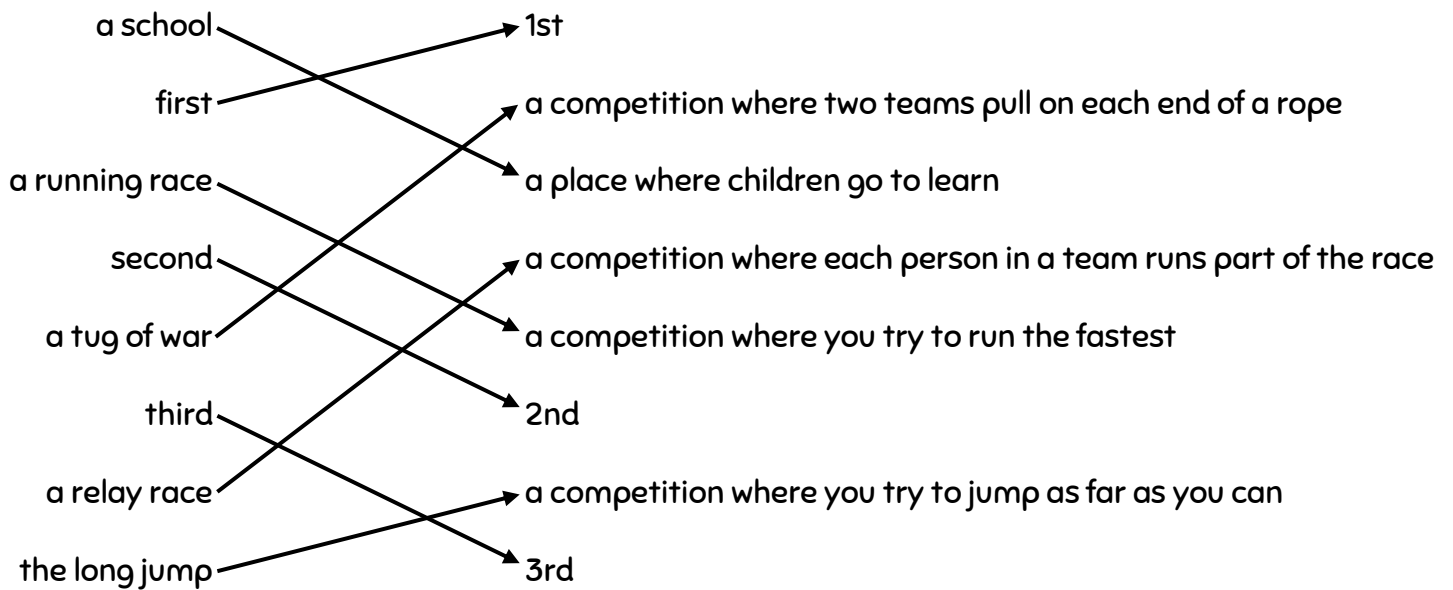 a school
1st
first
a competition where two teams pull on each end of a rope
a running race
a place where children go to learn
second
a competition where each person in a team runs part of the race
a tug of war
a competition where you try to run the fastest
third
2nd
a relay race
a competition where you try to jump as far as you can
the long jump
3rd